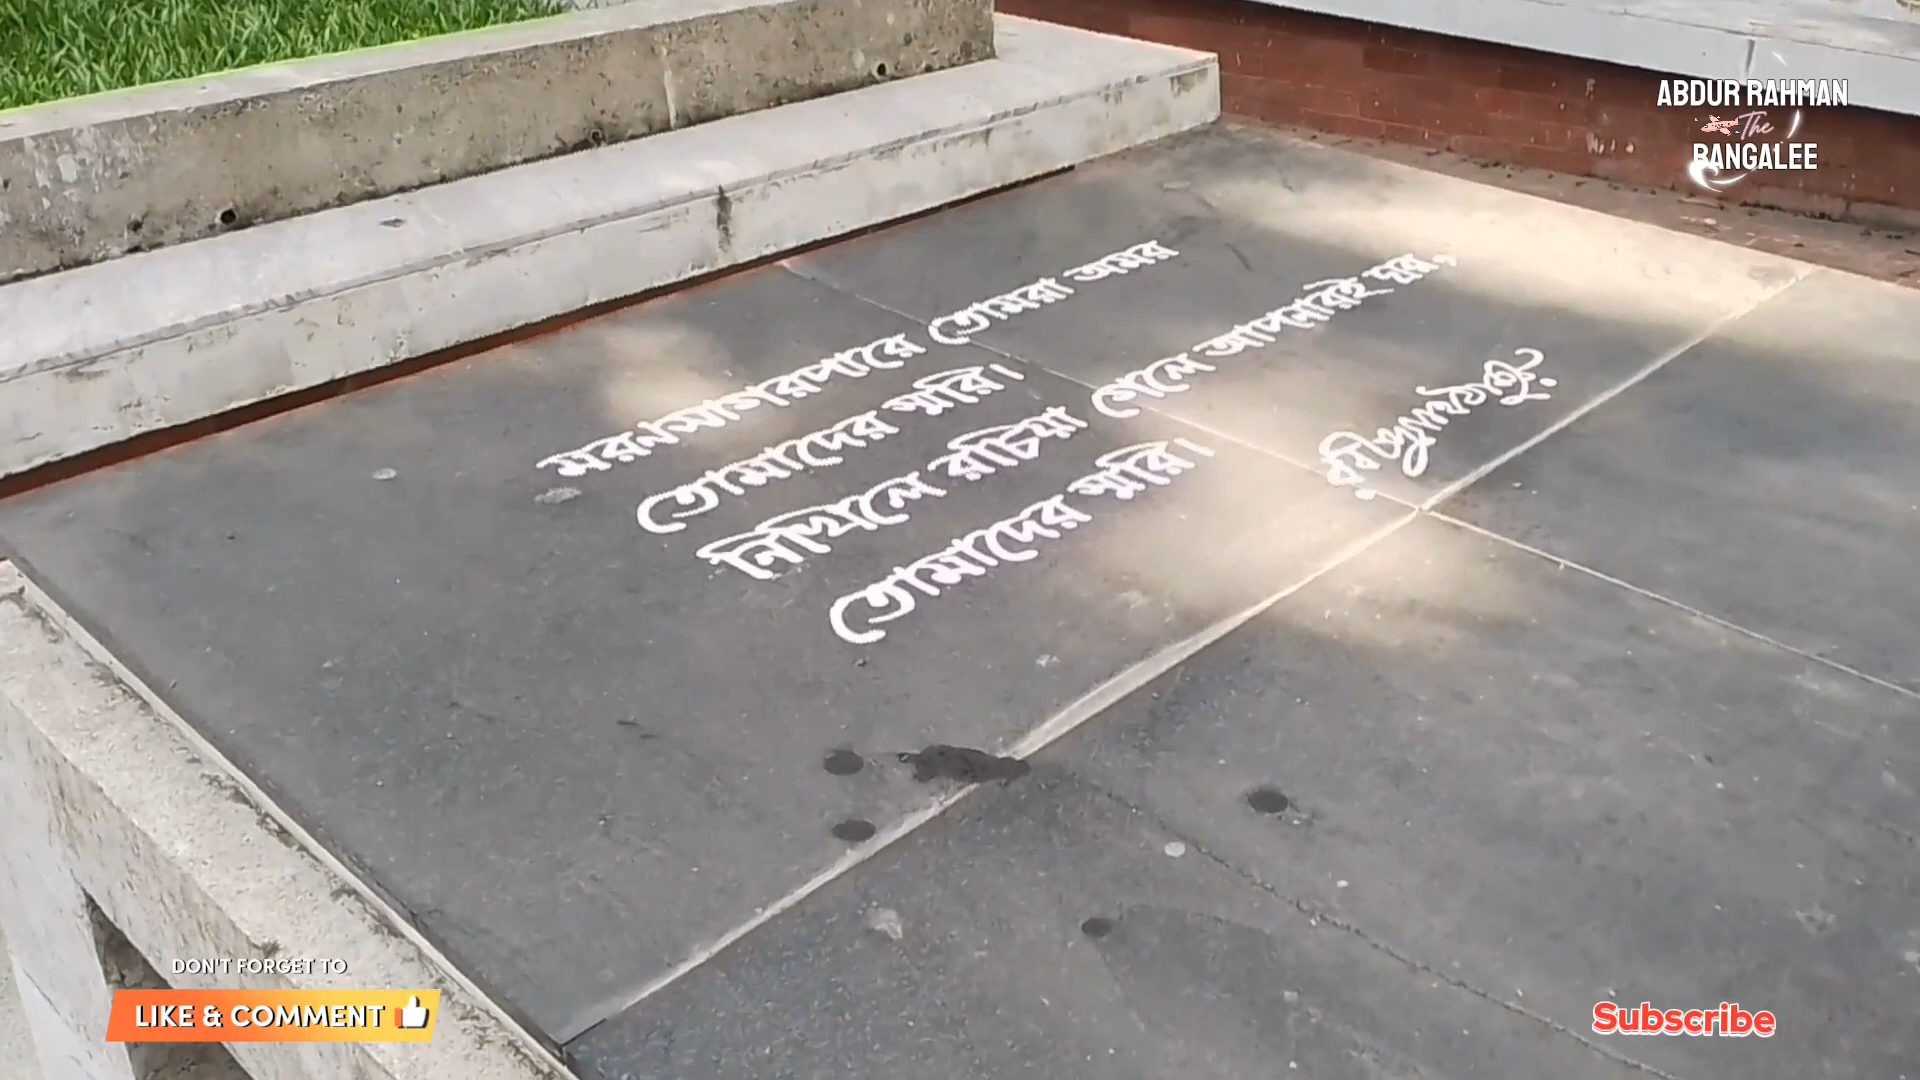 মরণসাগরপারে তোমরা অমর
তোমাদের স্মরি।
নিখিলে রচিয়া গেলে আপনারই ঘর,
তোমাদের স্মরি।
রবীন্দ্রনাথ ঠাকুর
ABDUR RAHMAN
The
BANGALEE
DON'T FORGET TO
LIKE & COMMENT
Subscribe